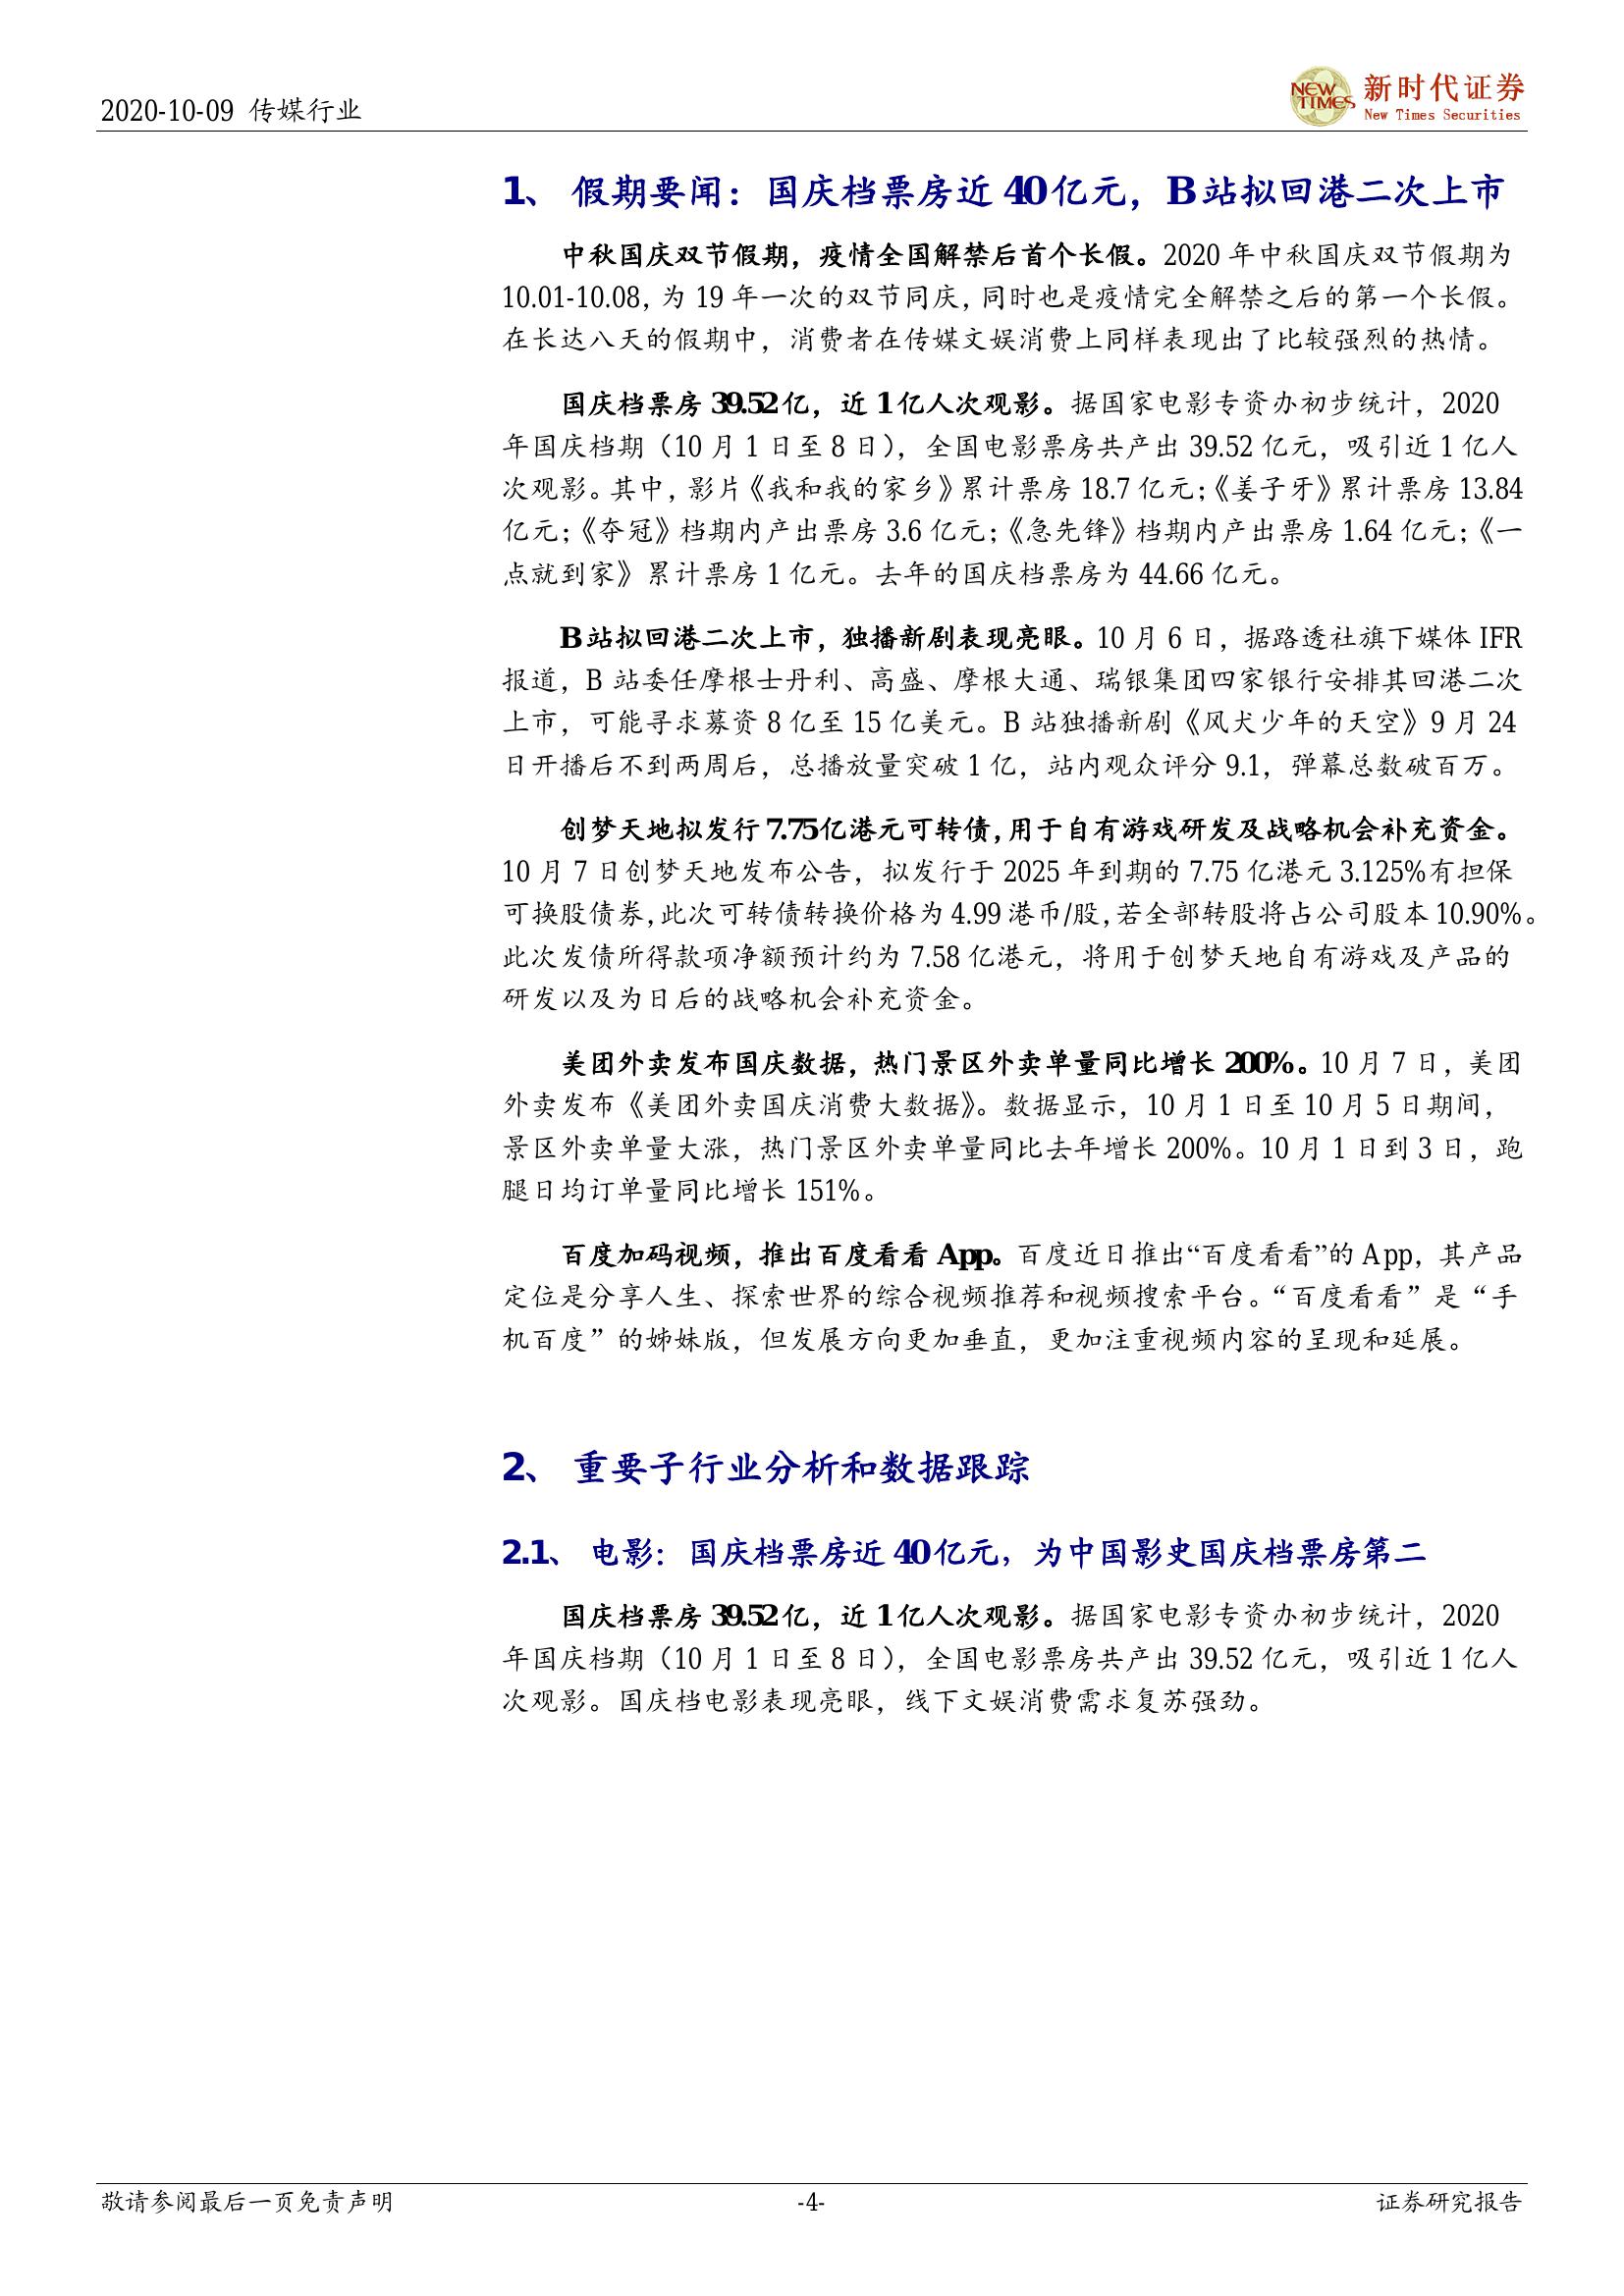 2020-10-09 传媒行业
NEW TIMES
新时代证券
New Times Securities
1、 假期要闻：国庆档票房近 40 亿元，B 站拟回港二次上市
中秋国庆双节假期，疫情全国解禁后首个长假。2020 年中秋国庆双节假期为
10.01-10.08，为 19 年一次的双节同庆，同时也是疫情完全解禁之后的第一个长假。
在长达八天的假期中，消费者在传媒文娱消费上同样表现出了比较强烈的热情。
国庆档票房 39.52 亿，近 1 亿人次观影。据国家电影专资办初步统计，2020
年国庆档期（10 月 1 日至 8 日），全国电影票房共产出 39.52 亿元，吸引近 1 亿人
次观影。其中，影片《我和我的家乡》累计票房 18.7 亿元；《姜子牙》累计票房 13.84
亿元；《夺冠》档期内产出票房 3.6 亿元；《急先锋》档期内产出票房 1.64 亿元；《一
点就到家》累计票房 1 亿元。去年的国庆档票房为 44.66 亿元。
B 站拟回港二次上市，独播新剧表现亮眼。10 月 6 日，据路透社旗下媒体 IFR
报道，B 站委任摩根士丹利、高盛、摩根大通、瑞银集团四家银行安排其回港二次
上市，可能寻求募资 8 亿至 15 亿美元。B 站独播新剧《风犬少年的天空》9 月 24
日开播后不到两周后，总播放量突破 1 亿，站内观众评分 9.1，弹幕总数破百万。
创梦天地拟发行 7.75 亿港元可转债，用于自有游戏研发及战略机会补充资金。
10 月 7 日创梦天地发布公告，拟发行于 2025 年到期的 7.75 亿港元 3.125%有担保
可换股债券，此次可转债转换价格为 4.99 港币/股，若全部转股将占公司股本 10.90%。
此次发债所得款项净额预计约为 7.58 亿港元，将用于创梦天地自有游戏及产品的
研发以及为日后的战略机会补充资金。
美团外卖发布国庆数据，热门景区外卖单量同比增长 200%。10 月 7 日，美团
外卖发布《美团外卖国庆消费大数据》。数据显示，10 月 1 日至 10 月 5 日期间，
景区外卖单量大涨，热门景区外卖单量同比去年增长 200%。10 月 1 日到 3 日，跑
腿日均订单量同比增长 151%。
百度加码视频，推出百度看看 App。百度近日推出“百度看看”的 App，其产品
定位是分享人生、探索世界的综合视频推荐和视频搜索平台。“百度看看”是“手
机百度”的姊妹版，但发展方向更加垂直，更加注重视频内容的呈现和延展。
2、 重要子行业分析和数据跟踪
2.1、 电影：国庆档票房近 40 亿元，为中国影史国庆档票房第二
国庆档票房 39.52 亿，近 1 亿人次观影。据国家电影专资办初步统计，2020
年国庆档期（10 月 1 日至 8 日），全国电影票房共产出 39.52 亿元，吸引近 1 亿人
次观影。国庆档电影表现亮眼，线下文娱消费需求复苏强劲。
敬请参阅最后一页免责声明
-4-
证券研究报告